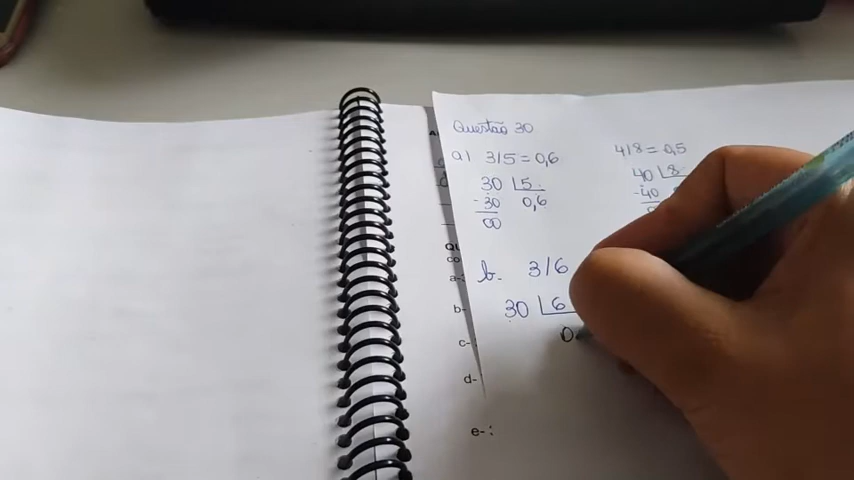 Questão 30
a) 3/5 = 0,6
30 5
-30 0,6
00
4/8 = 0,5
40 8
-40
b- 3/6
30 6
0,
a-
b-
c-
d-
e-: